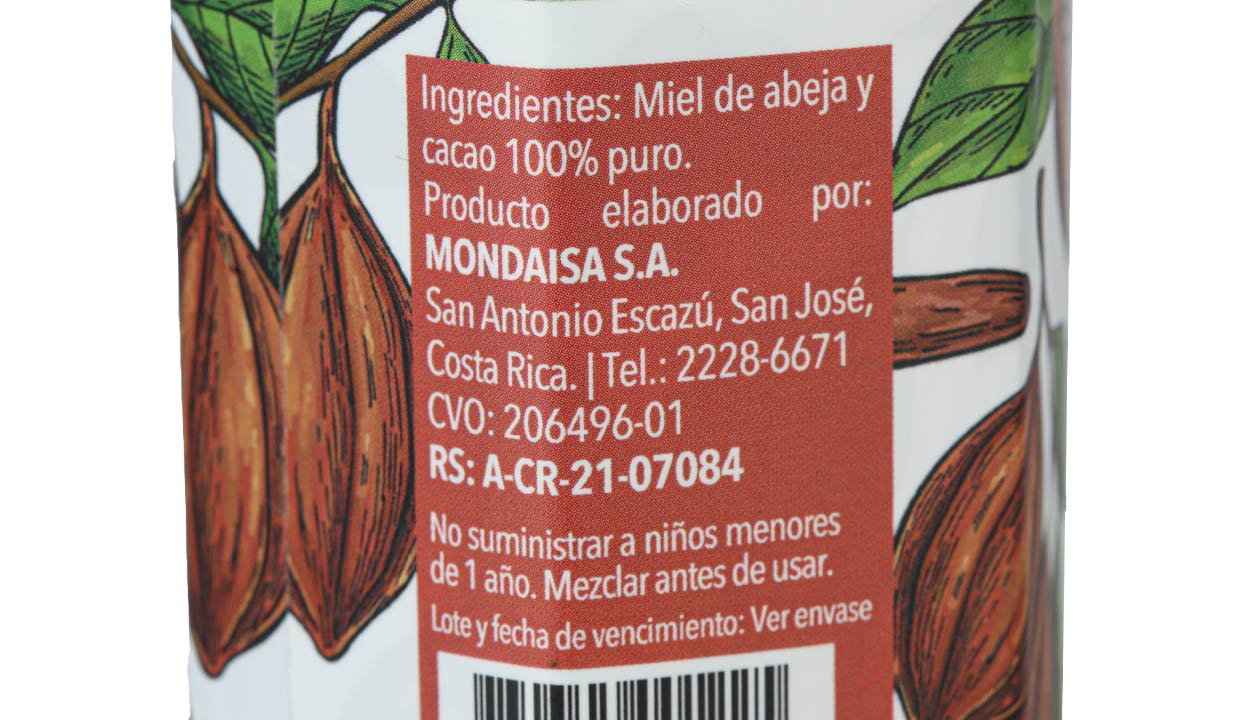 Ingredientes: Miel de abeja y
cacao 100% puro.
Producto elaborado por:
MONDAISA S.A.
San Antonio Escazú, San José,
Costa Rica. | Tel.: 2228-6671
CVO: 206496-01
RS: A-CR-21-07084
No suministrar a niños menores
de 1 año. Mezclar antes de usar.
Lote y fecha de vencimiento: Ver envase